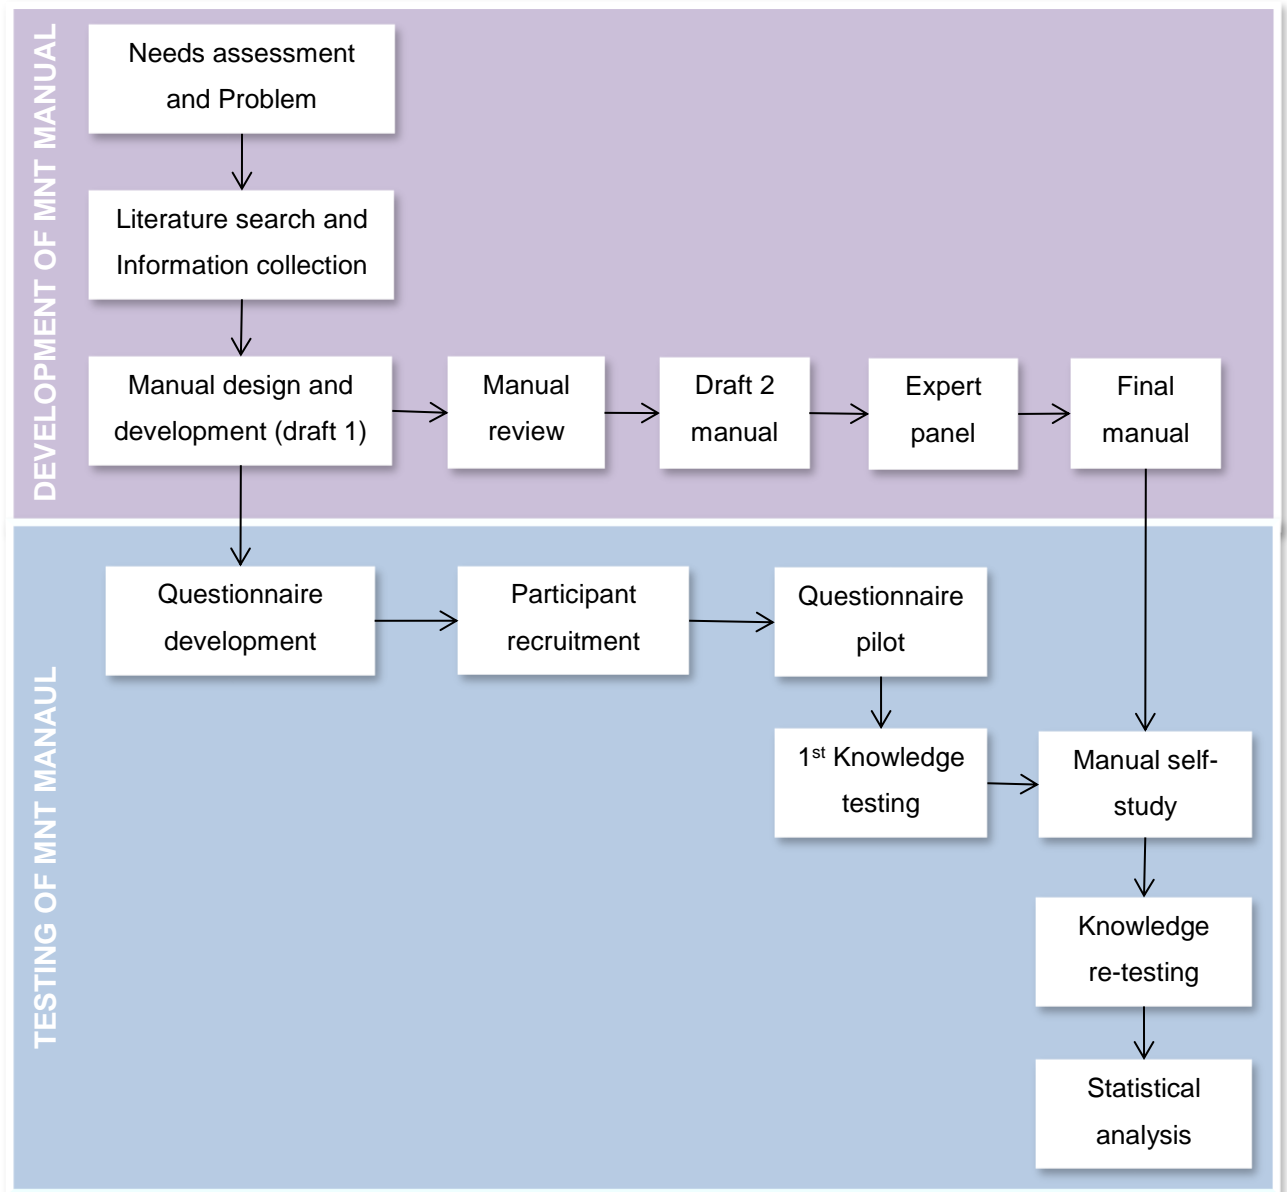 DEVELOPMENT OF MNT MANUAL
Needs assessment
and Problem
Literature search and
Information collection
Manual design and
development (draft 1)
Manual
review
Draft 2
manual
Expert
panel
Final
manual
TESTING OF MNT MANAUL
Questionnaire
development
Participant
recruitment
Questionnaire
pilot
1st Knowledge
testing
Manual self-
study
Knowledge
re-testing
Statistical
analysis